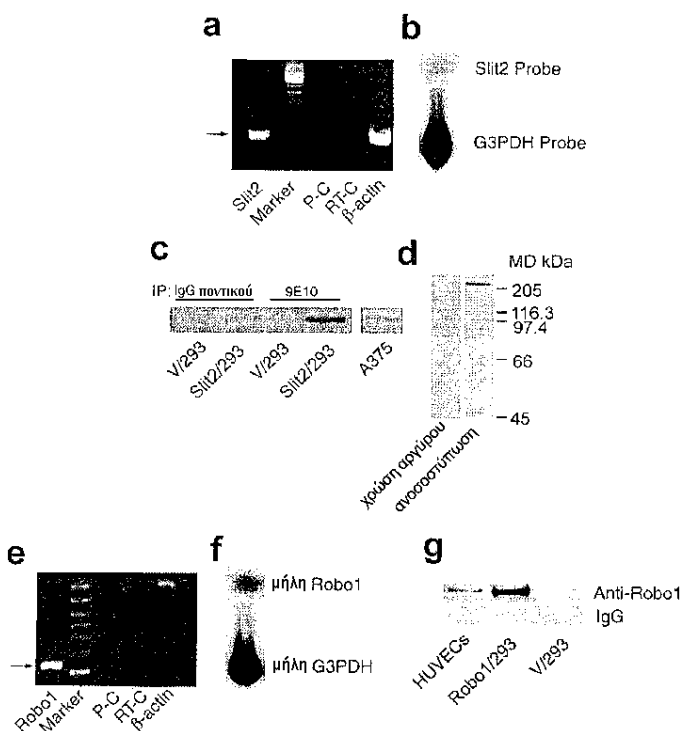 a
b
Slit2 Probe
G3PDH Probe
Slit2
Marker
P-C
RT-C
β-actin
c
d
IP: IgG ποντικού
9E10
V/293
Slit2/293
V/293
Slit2/293
A375
MD kDa
205
116.3
97.4
66
45
χρώση αργύρου
ανοσοστύπωση
e
f
g
μήλη Robo1
μήλη G3PDH
Robo1
Marker
P-C
RT-C
β-actin
Anti-Robo1
IgG
HUVECs
Robo1/293
V/293